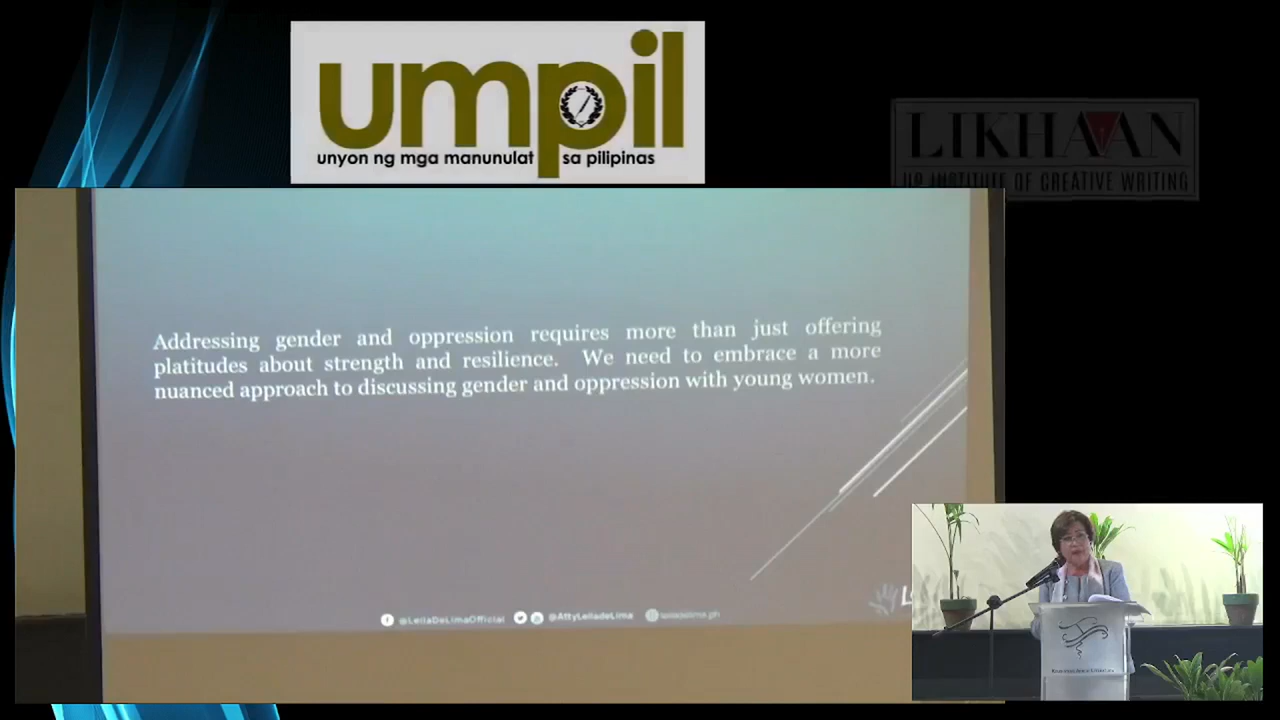 umpil
unyon ng mga manunulat sa pilipinas
LIKHAAN
UP INSTITUTE OF CREATIVE WRITING
Addressing gender and oppression requires more than just offering
platitudes about strength and resilience. We need to embrace a more
nuanced approach to discussing gender and oppression with young women.
@LeilaDeLimaOfficial @AttyLeiladeLima leiladelima.ph